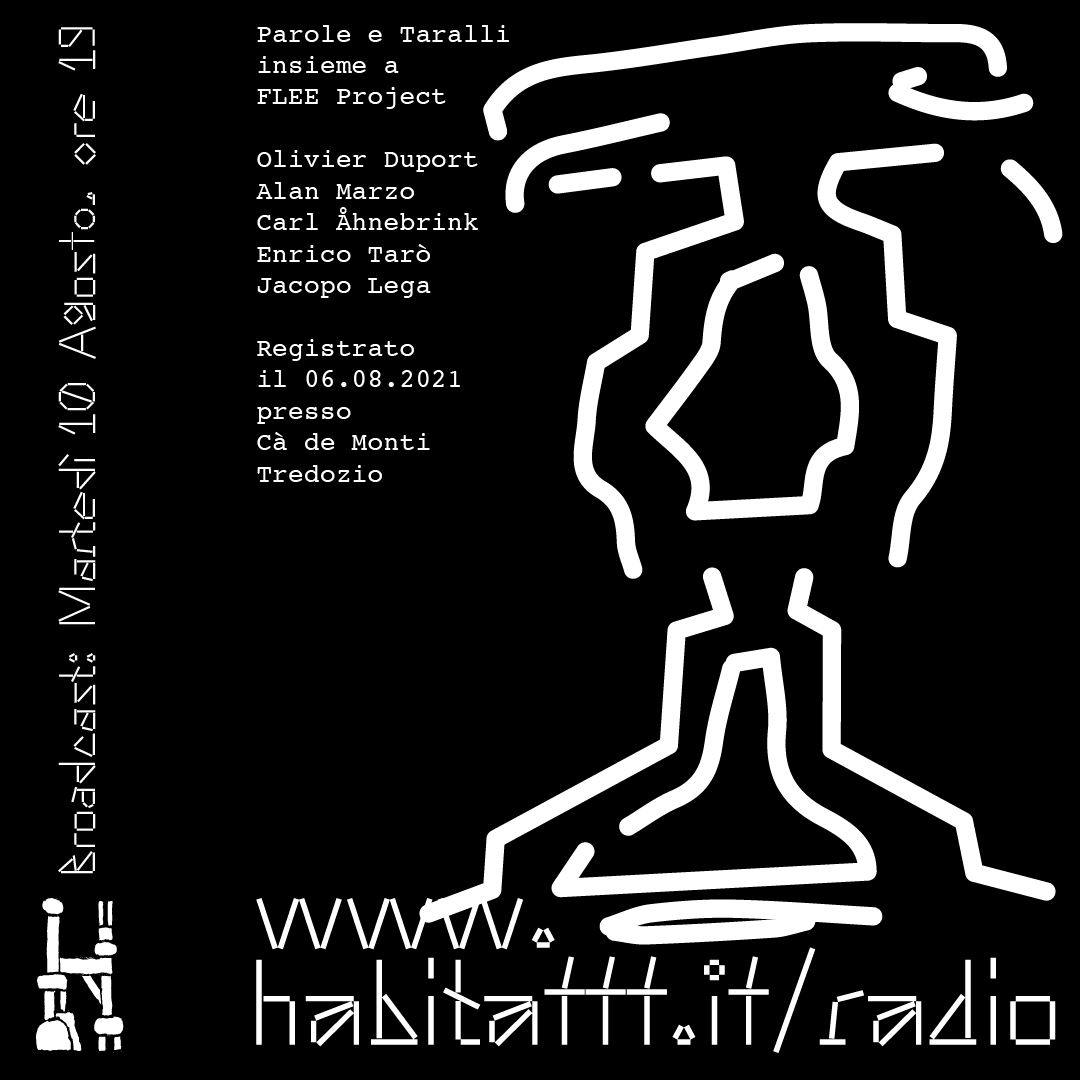 Broadcast: Martedì 10 Agosto. ore 19
Parole e Taralli
insieme a
FLEE Project
Olivier Duport
Alan Marzo
Carl Åhnebrink
Enrico Tarò
Jacopo Lega
Registrato
il 06.08.2021
presso
Cà de Monti
Tredozio
www.
habitattt.it/radio